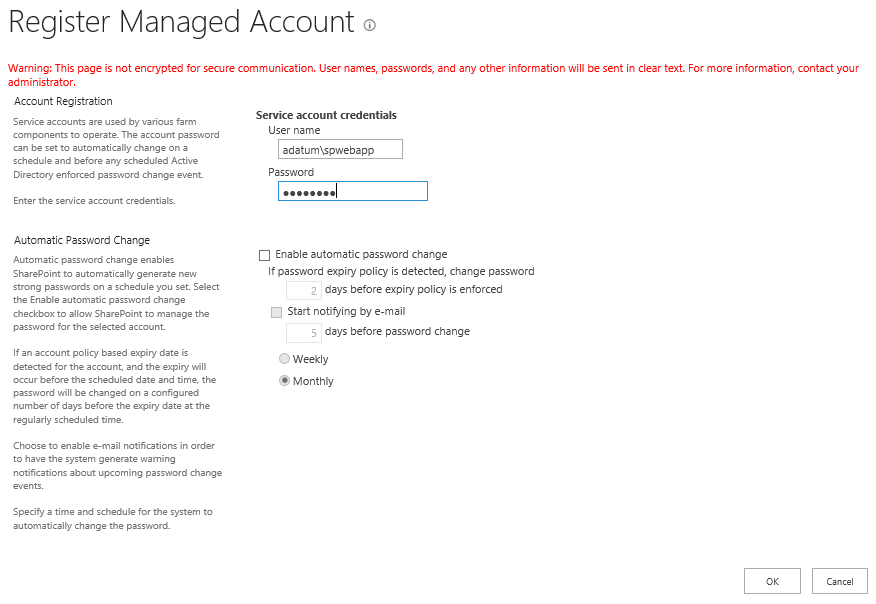 Register Managed Account
Warning: This page is not encrypted for secure communication. User names, passwords, and any other information will be sent in clear text. For more information, contact your
administrator.
Account Registration
Service accounts are used by various farm
components to operate. The account password
can be set to automatically change on a
schedule and before any scheduled Active
Directory enforced password change event.
Enter the service account credentials.
Service account credentials
User name
adatum\spwebapp
Password
••••••••
Automatic Password Change
Automatic password change enables
SharePoint to automatically generate new
strong passwords on a schedule you set. Select
the Enable automatic password change
checkbox to allow SharePoint to manage the
password for the selected account.
If an account policy based expiry date is
detected for the account, and the expiry will
occur before the scheduled date and time, the
password will be changed on a configured
number of days before the expiry date at the
regularly scheduled time.
Choose to enable e-mail notifications in order
to have the system generate warning
notifications about upcoming password change
events.
Specify a time and schedule for the system to
automatically change the password.
Enable automatic password change
If password expiry policy is detected, change password
2 days before expiry policy is enforced
Start notifying by e-mail
5 days before password change
Weekly
Monthly
OK
Cancel